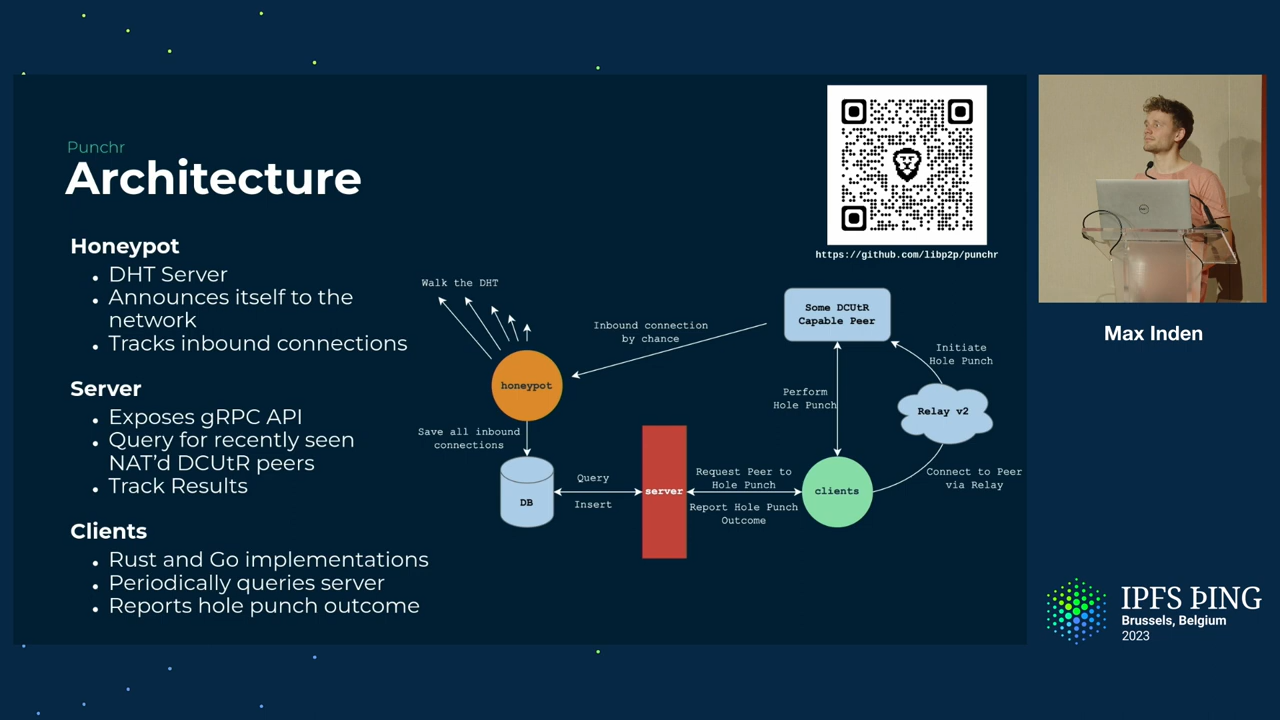 Punchr
Architecture
Honeypot
DHT Server
Announces itself to the
network
Tracks inbound connections
Server
Exposes gRPC API
Query for recently seen
NAT'd DCUtR peers
Track Results
Clients
Rust and Go implementations
Periodically queries server
Reports hole punch outcome
https://github.com/libp2p/punchr
Walk the DHT
honeypot
Inbound connection
by chance
Some DCUtR
Capable Peer
Initiate
Hole Punch
Perform
Hole Punch
Relay v2
Save all inbound
connections
DB
Query
Insert
server
Request Peer to
Hole Punch
Report Hole Punch
Outcome
clients
Connect to Peer
via Relay
Max Inden
IPFS ÞING
Brussels, Belgium
2023